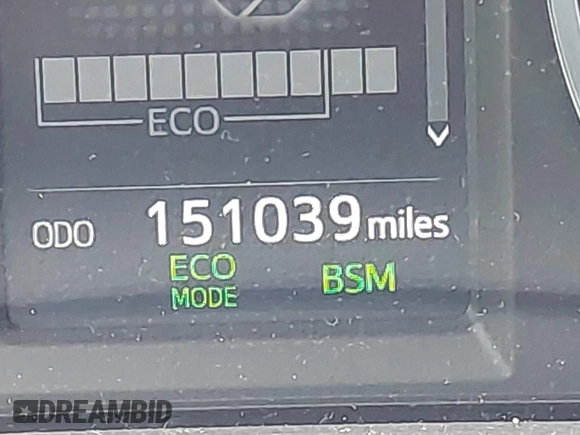 ECO
ODO 151039 miles
ECO BSM
MODE
DREAMBID